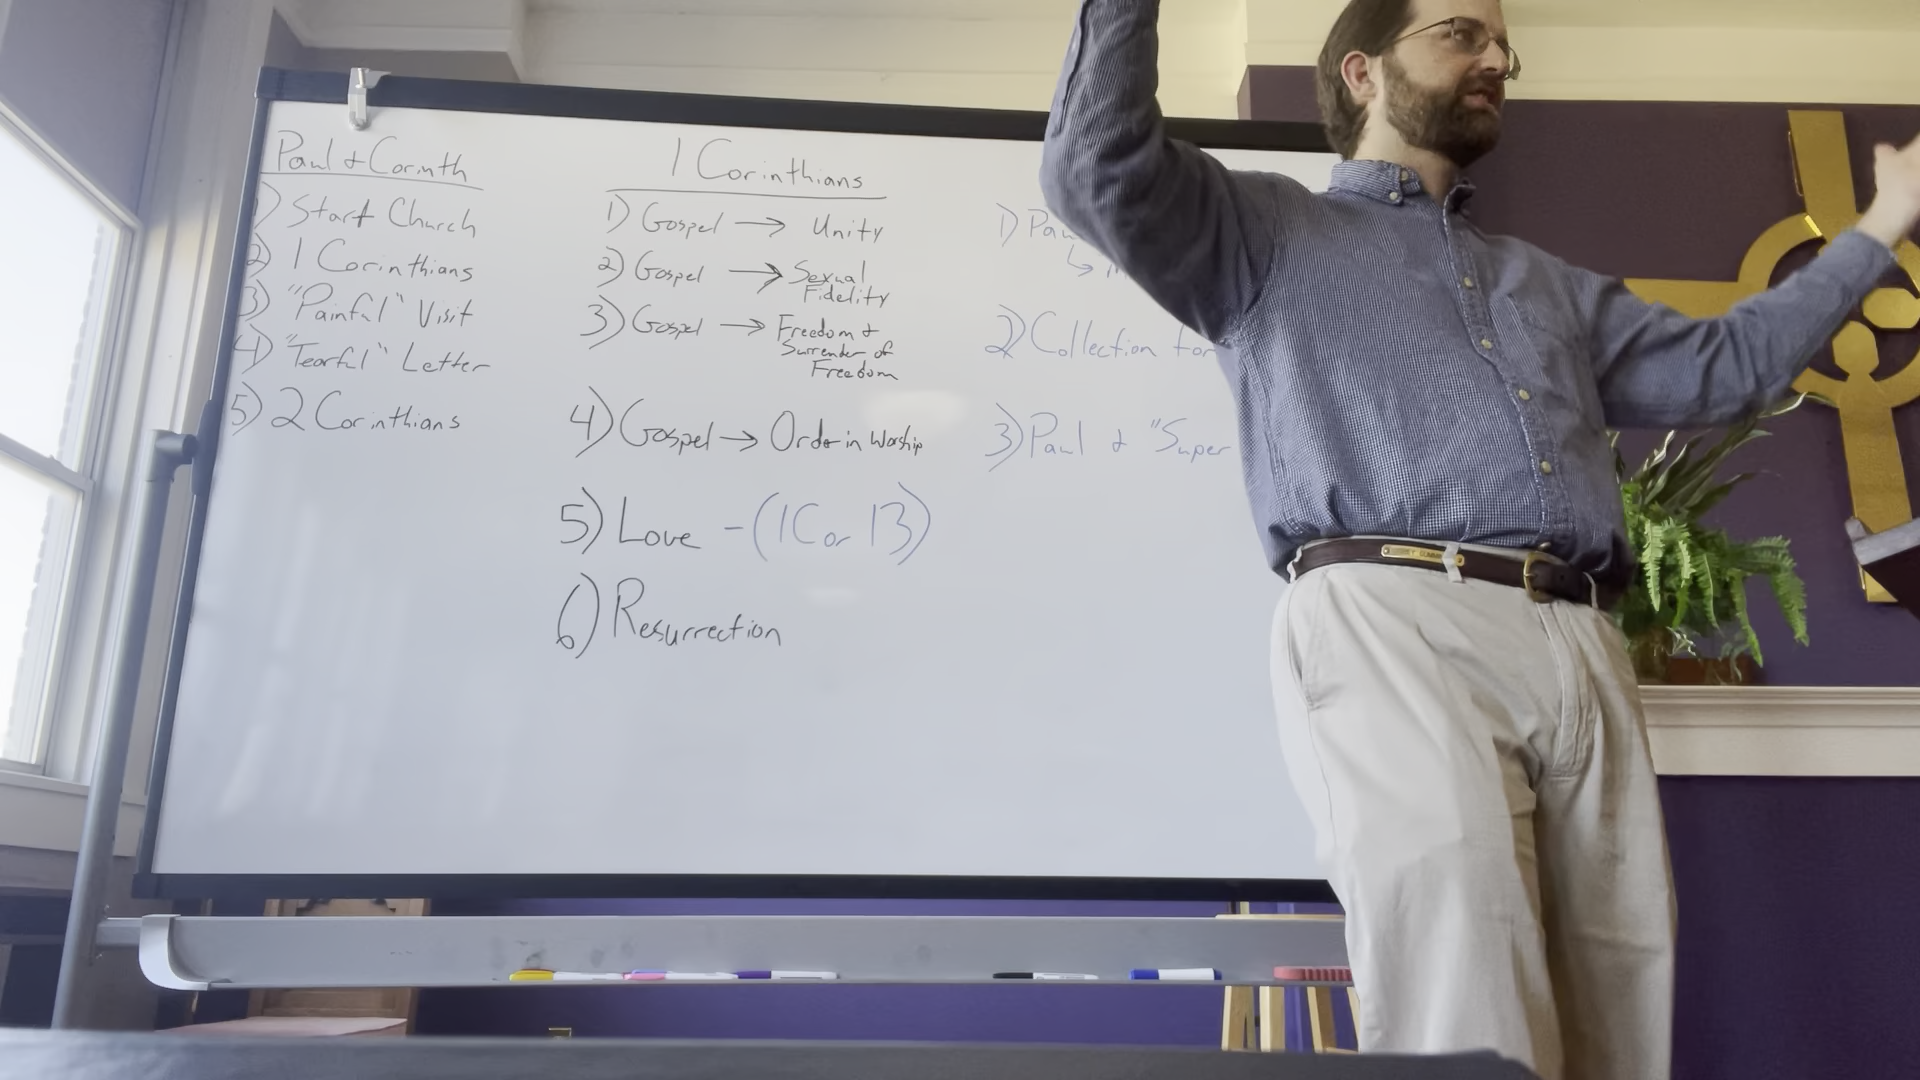 Paul & Corinth
1) Start Church
2) 1 Corinthians
3) "Painful" Visit
4) "Tearful" Letter
5) 2 Corinthians
1 Corinthians
1) Gospel → Unity
2) Gospel → Sexual
Fidelity
3) Gospel → Freedom &
Surrender of
Freedom
4) Gospel → Order in Worship
5) Love - (1 Cor 13)
6) Resurrection
1)
2) Collection for
3) Paul & "Super